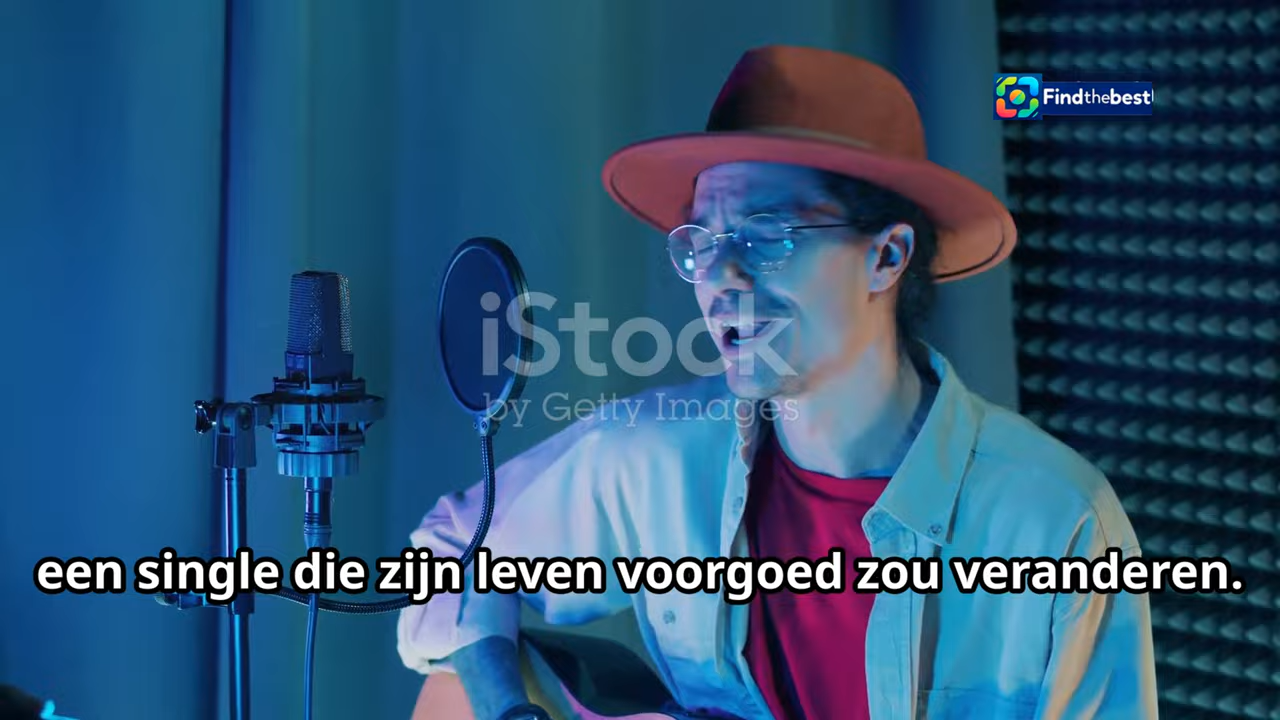 Findthebest
iStock
by Getty Images
een single die zijn leven voorgoed zou veranderen.